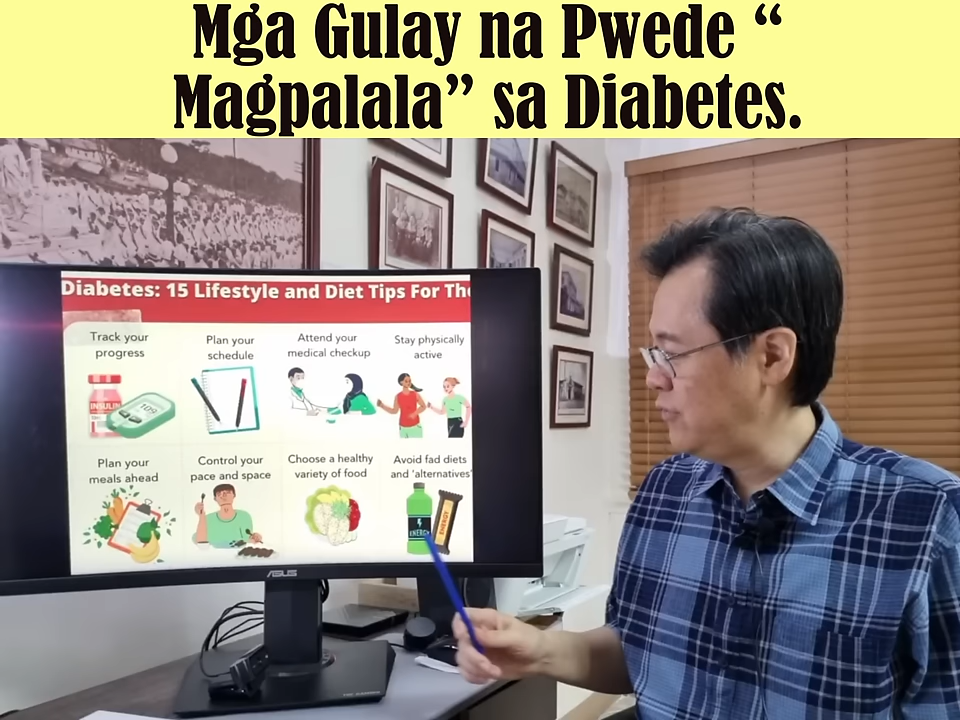 Mga Gulay na Pwede “
Magpalala” sa Diabetes.
Diabetes: 15 Lifestyle and Diet Tips For The
Track your
progress
Plan your
schedule
Attend your
medical checkup
Stay physically
active
INSULIN
109
Plan your
meals ahead
Control your
pace and space
Choose a healthy
variety of food
Avoid fad diets
and 'alternatives'
ENERGY
ENERGY
ASUS